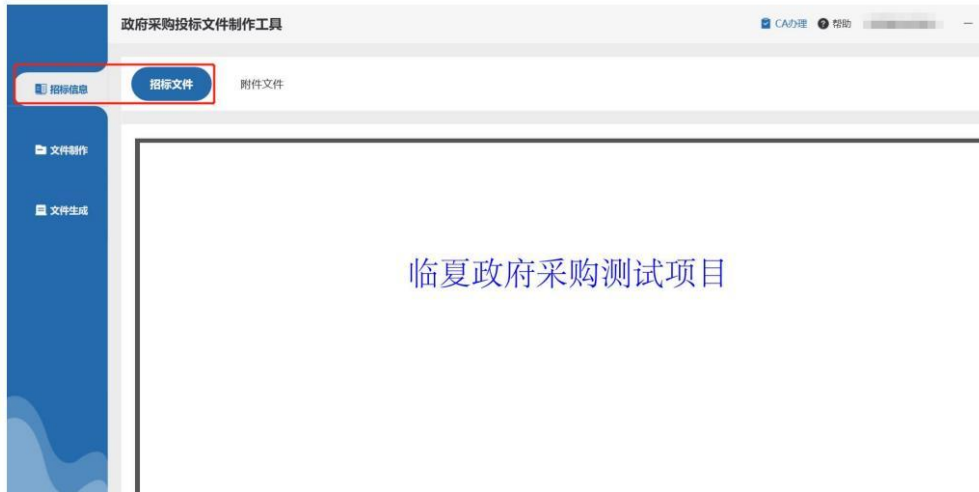 政府采购投标文件制作工具
CA办理 帮助
招标信息
招标文件 附件文件
文件制作
文件生成
临夏政府采购测试项目